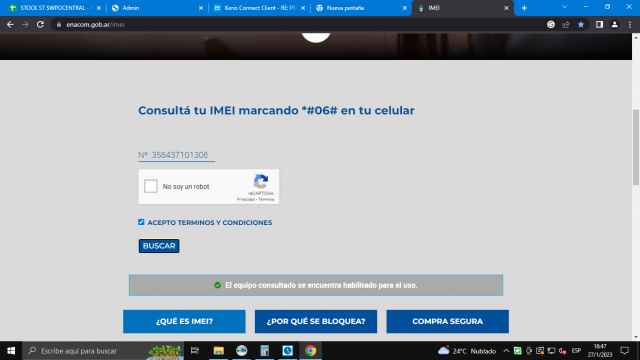 STOCK ST SWPOCENTRAL -
Admin
Kerio Connect Client - RE:
Nueva pestaña
IMEI
enacom.gob.ar/imei
Consultá tu IMEI marcando *#06# en tu celular
Nº 356437101306
No soy un robot
reCAPTCHA
Privacidad - Términos
ACEPTO TERMINOS Y CONDICIONES
BUSCAR
El equipo consultado se encuentra habilitado para el uso.
¿QUÉ ES IMEI?
¿POR QUÉ SE BLOQUEA?
COMPRA SEGURA
Escribe aquí para buscar
24°C Nublado
ESP
16:47
27/1/2023